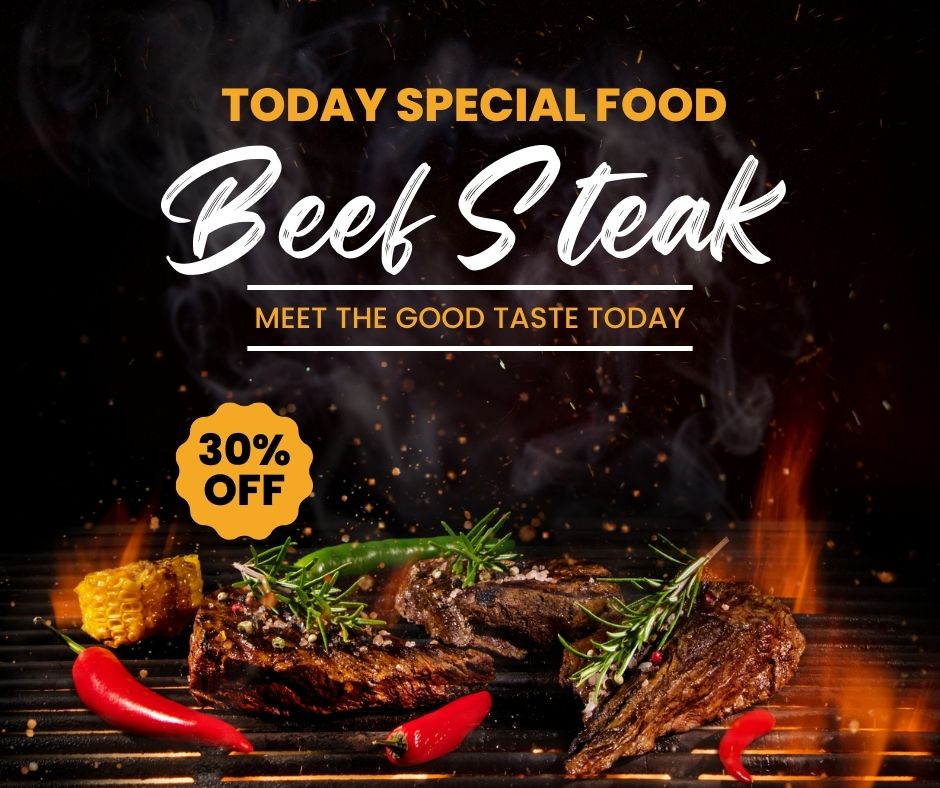 TODAY SPECIAL FOOD
Beef Steak
MEET THE GOOD TASTE TODAY
30%
OFF